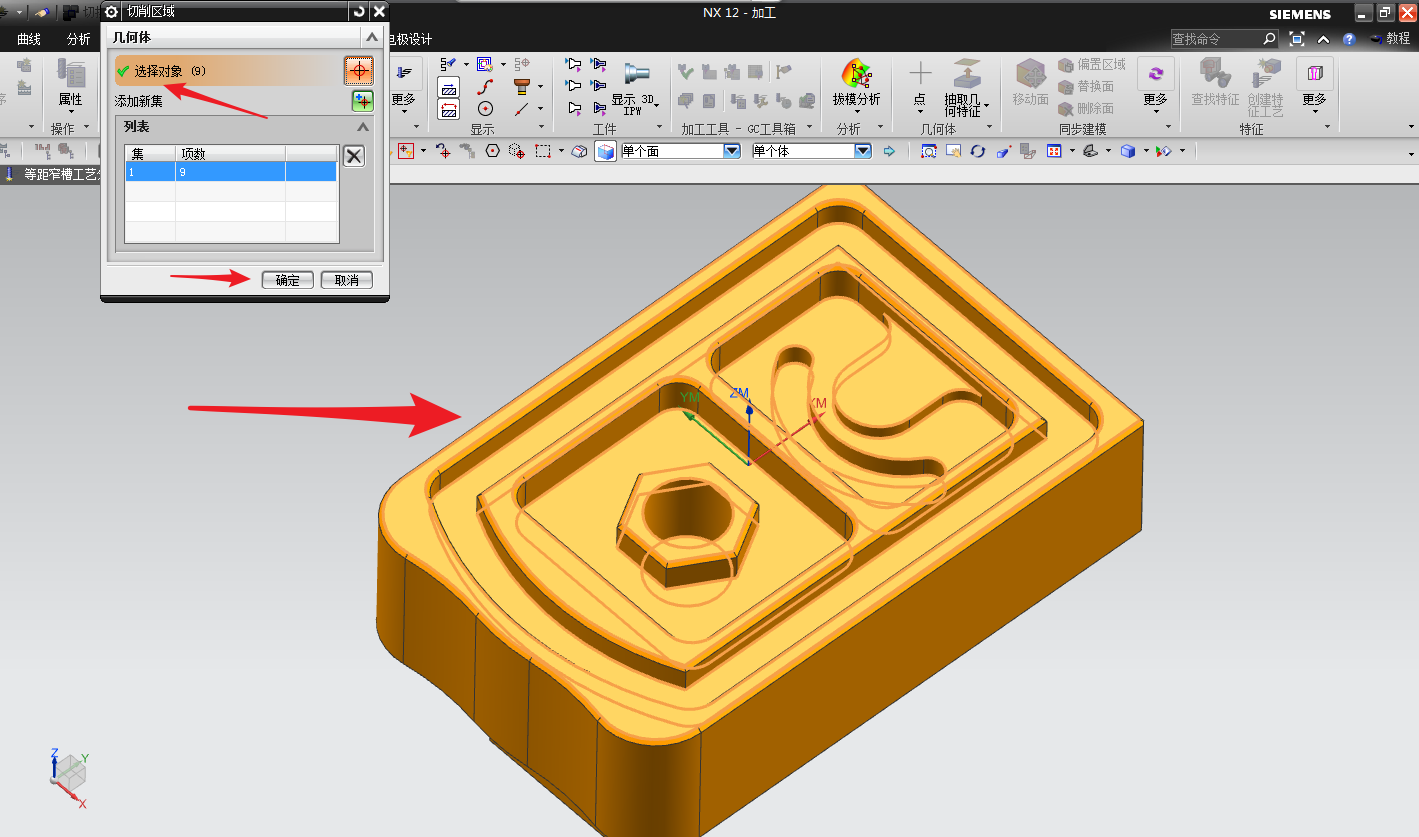 切削区域
NX 12 - 加工
SIEMENS
曲线
分析
电极设计
查找命令
教程
几何体
选择对象 (9)
添加新集
列表
集
项数
1
9
确定
取消
属性
操作
更多
显示
显示 3D
IPW
工件
加工工具 - GC工具箱
拔模分析
分析
点
抽取几
何特征
几何体
移动面
偏置区域
替换面
删除面
更多
同步建模
查找特征
创建特
征工艺
更多
特征
单个面
单个体
等距窄槽工艺
ZM
YM
XM
Z
Y
X